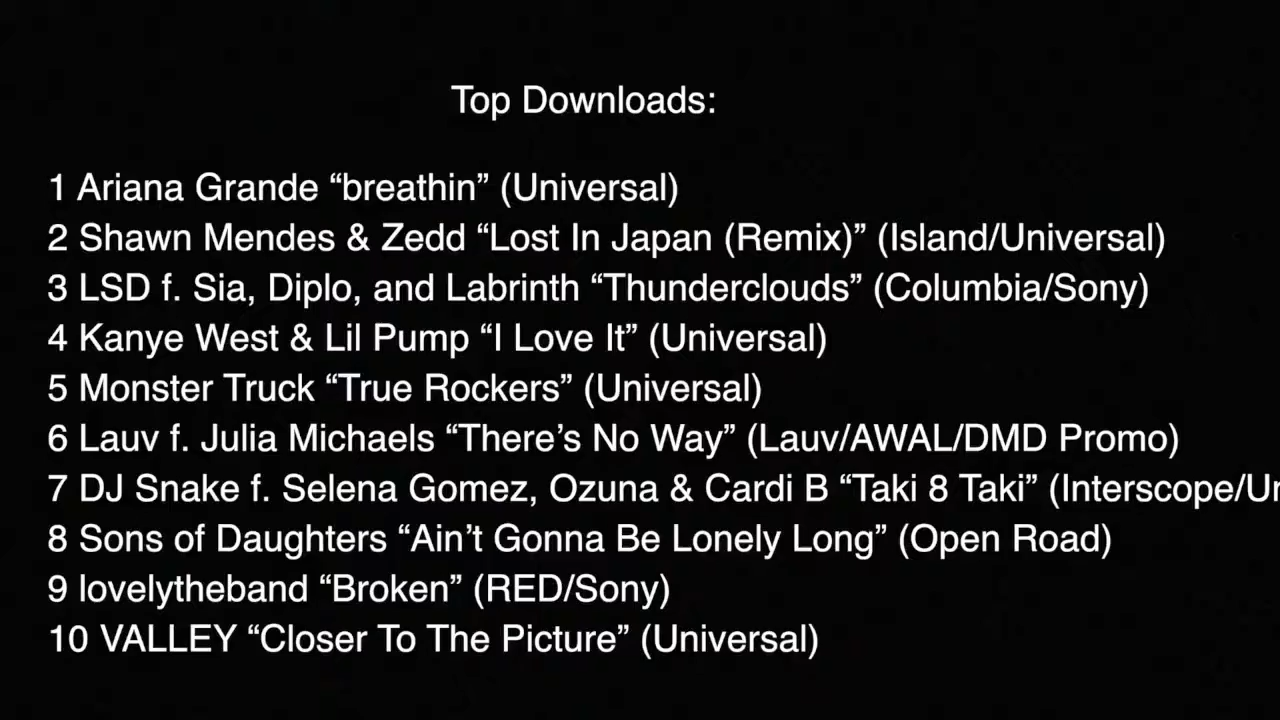 Top Downloads:
1 Ariana Grande “breathin” (Universal)
2 Shawn Mendes & Zedd “Lost In Japan (Remix)” (Island/Universal)
3 LSD f. Sia, Diplo, and Labrinth “Thunderclouds” (Columbia/Sony)
4 Kanye West & Lil Pump “I Love It” (Universal)
5 Monster Truck “True Rockers” (Universal)
6 Lauv f. Julia Michaels “There’s No Way” (Lauv/AWAL/DMD Promo)
7 DJ Snake f. Selena Gomez, Ozuna & Cardi B “Taki 8 Taki” (Interscope/
8 Sons of Daughters “Ain’t Gonna Be Lonely Long” (Open Road)
9 lovelytheband “Broken” (RED/Sony)
10 VALLEY “Closer To The Picture” (Universal)